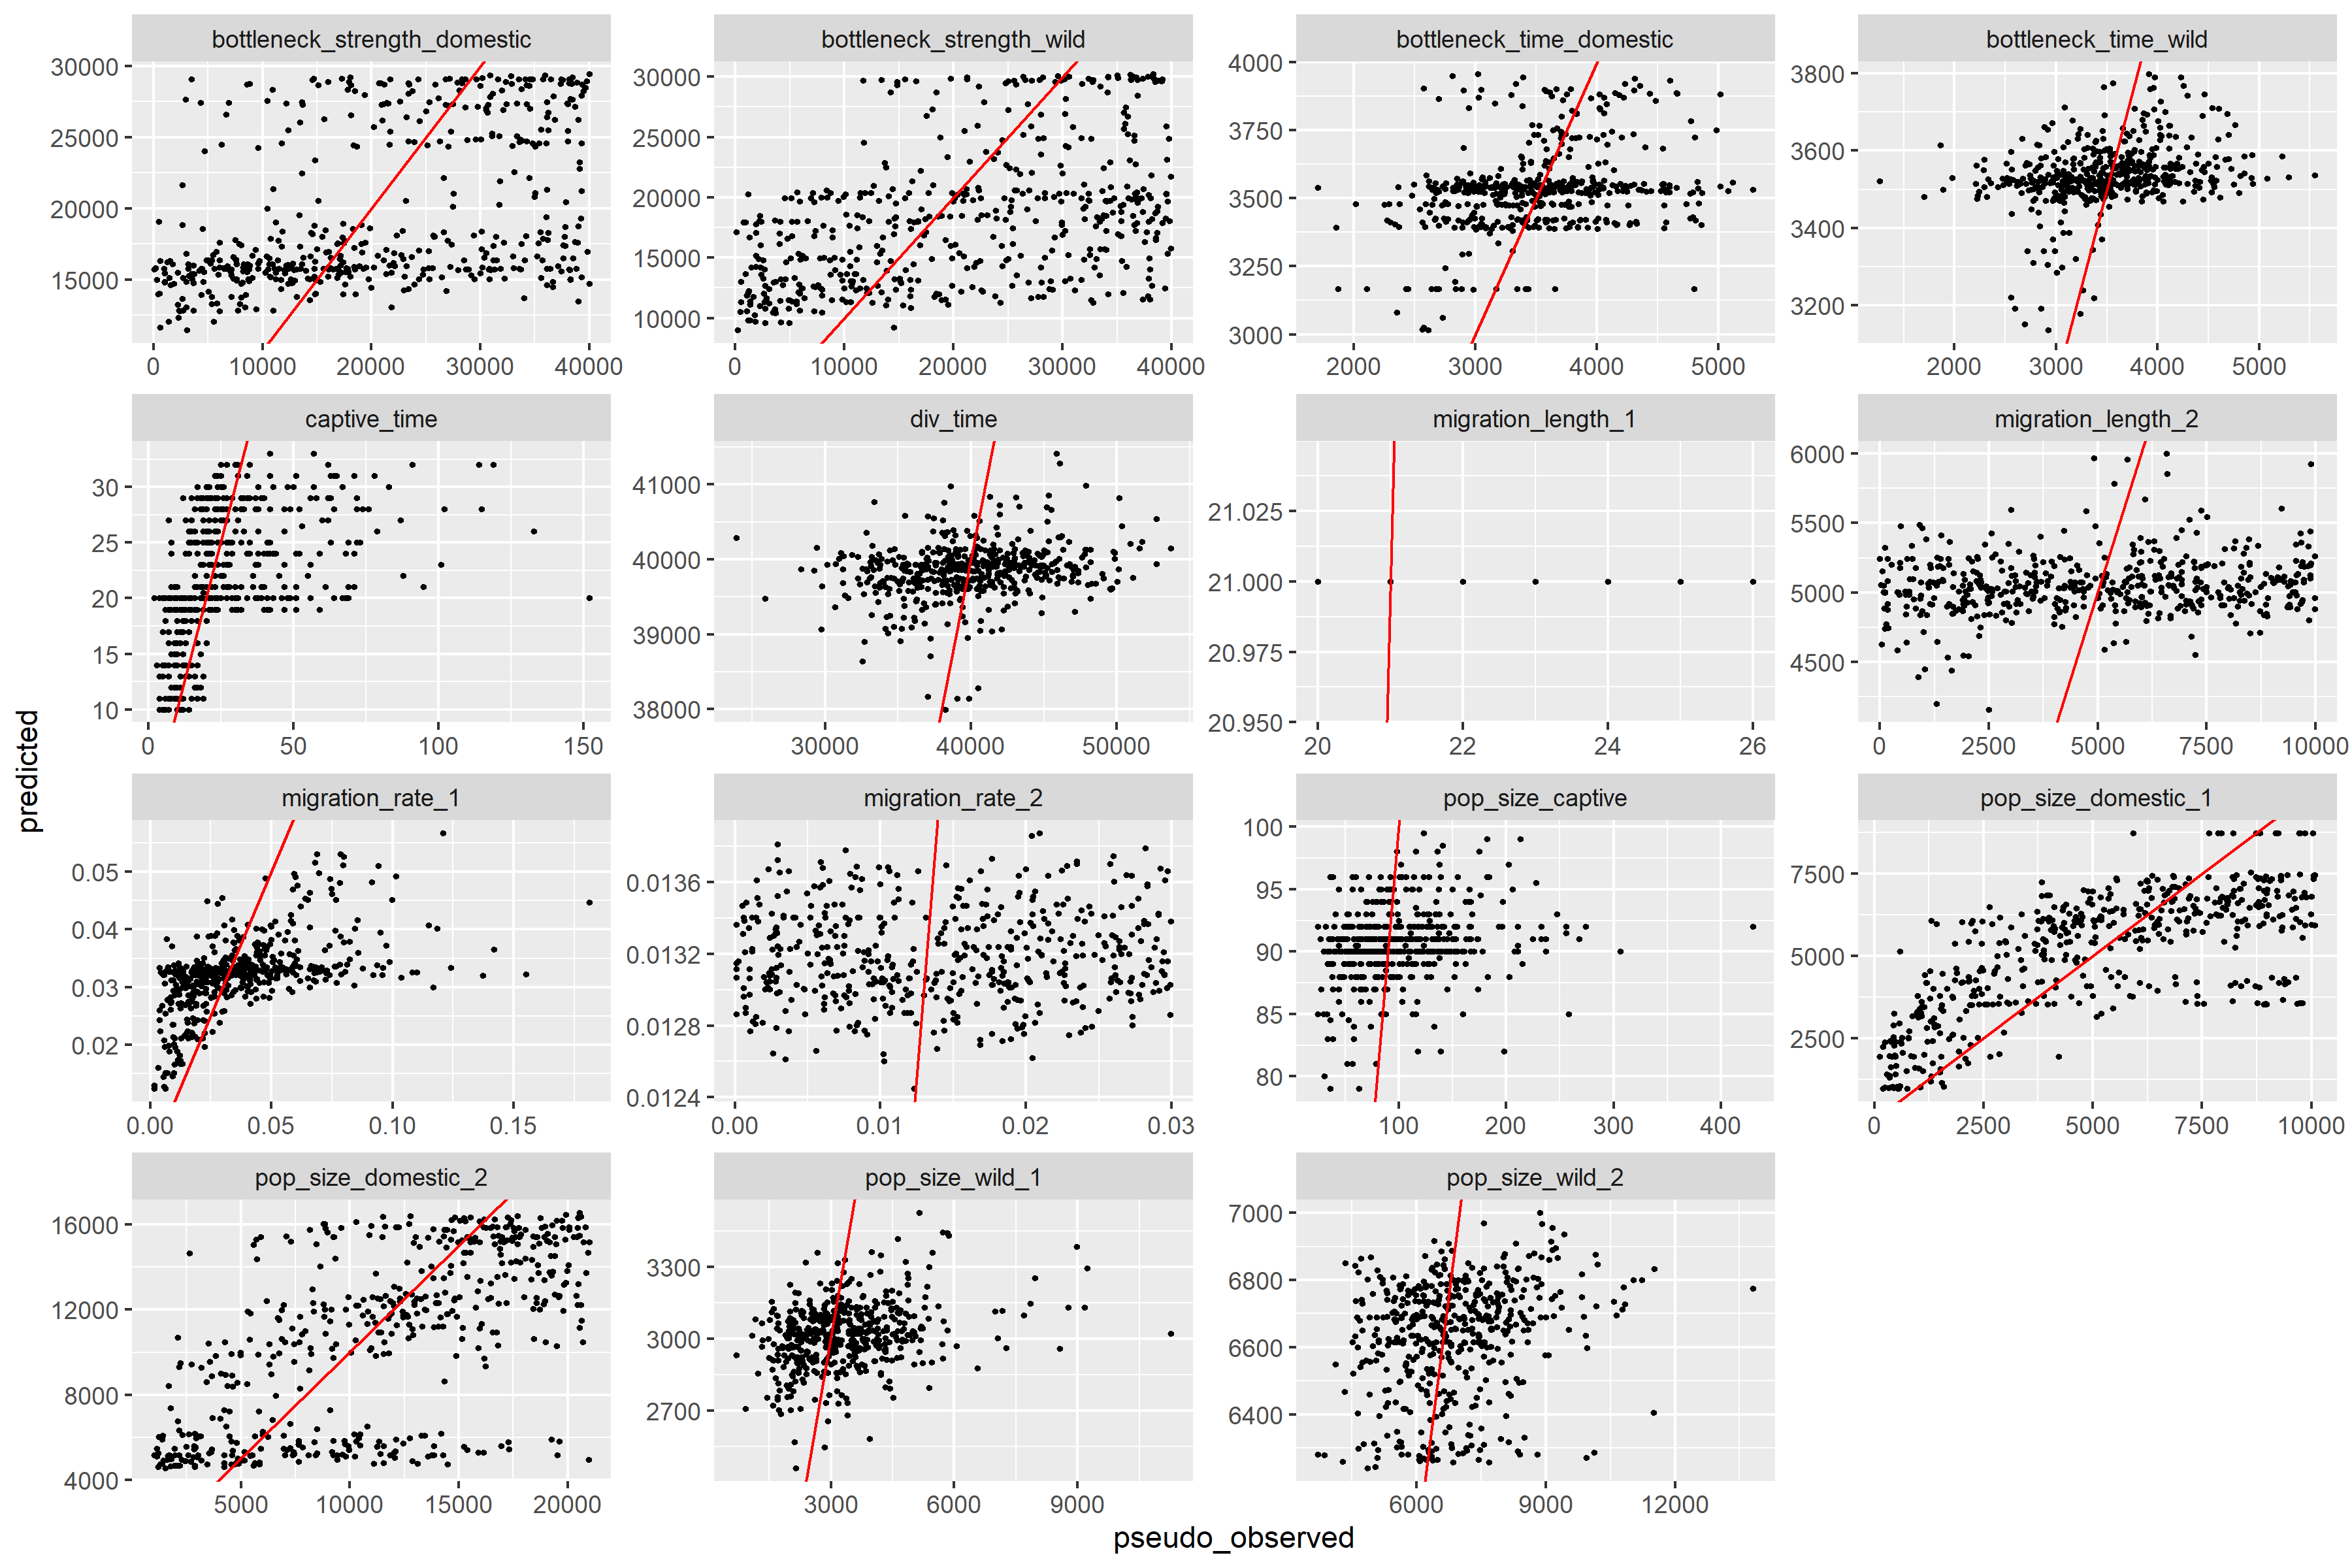 bottleneck_strength_domestic bottleneck_strength_wild bottleneck_time_domestic bottleneck_time_wild
30000
25000
20000
15000
0 10000 20000 30000 40000
30000
25000
20000
15000
10000
0 10000 20000 30000 40000
4000
3750
3500
3250
3000
2000 3000 4000 5000
3800
3600
3400
3200
2000 3000 4000 5000
captive_time div_time migration_length_1 migration_length_2
30
25
20
15
10
0 50 100 150
41000
40000
39000
38000
30000 40000 50000
21.025
21.000
20.975
20.950
20 22 24 26
6000
5500
5000
4500
0 2500 5000 7500 10000
predicted
migration_rate_1 migration_rate_2 pop_size_captive pop_size_domestic_1
0.05
0.04
0.03
0.02
0.00 0.05 0.10 0.15
0.0136
0.0132
0.0128
0.0124
0.00 0.01 0.02 0.03
100
95
90
85
80
100 200 300 400
7500
5000
2500
0 2500 5000 7500 10000
pop_size_domestic_2 pop_size_wild_1 pop_size_wild_2
16000
12000
8000
4000
5000 10000 15000 20000
3300
3000
2700
3000 6000 9000
7000
6800
6600
6400
6000 9000 12000
pseudo_observed